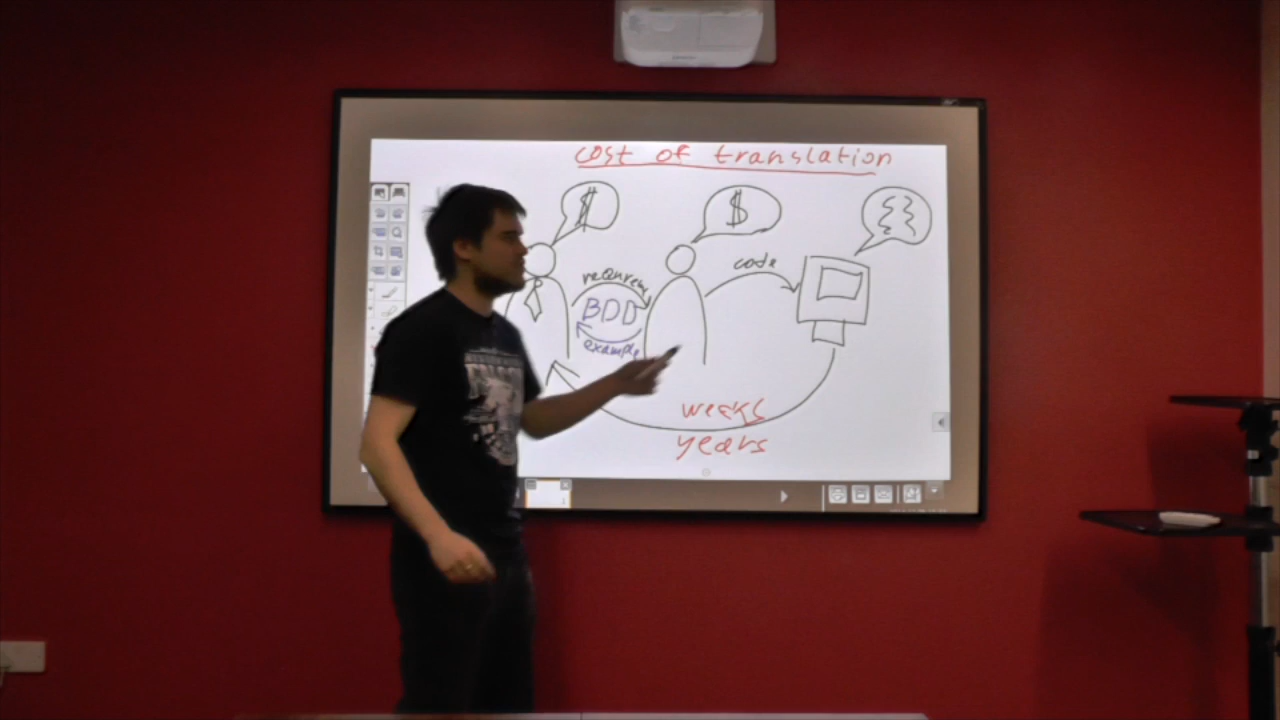 cost of translation
$
$
code
BDD
example
weeks
years